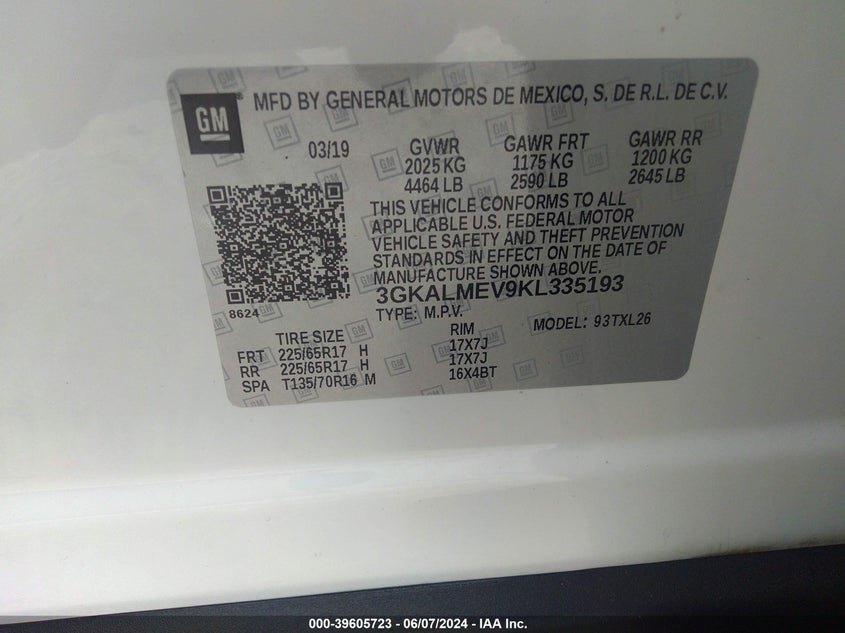 GM MFD BY GENERAL MOTORS DE MEXICO, S. DE R.L. DE C.V.
03/19 GVWR GAWR FRT GAWR RR
2025 KG 1175 KG 1200 KG
4464 LB 2590 LB 2645 LB
THIS VEHICLE CONFORMS TO ALL
APPLICABLE U.S. FEDERAL MOTOR
VEHICLE SAFETY AND THEFT PREVENTION
STANDARDS IN EFFECT ON THE DATE OF
MANUFACTURE SHOWN ABOVE.
3GKALMEV9KL335193
8624
TYPE: M.P.V. MODEL: 93TXL26
TIRE SIZE RIM
FRT 225/65R17 H 17X7J
RR 225/65R17 H 17X7J
SPA T135/70R16 M 16X4BT
000-39605723 - 06/07/2024 - IAA Inc.